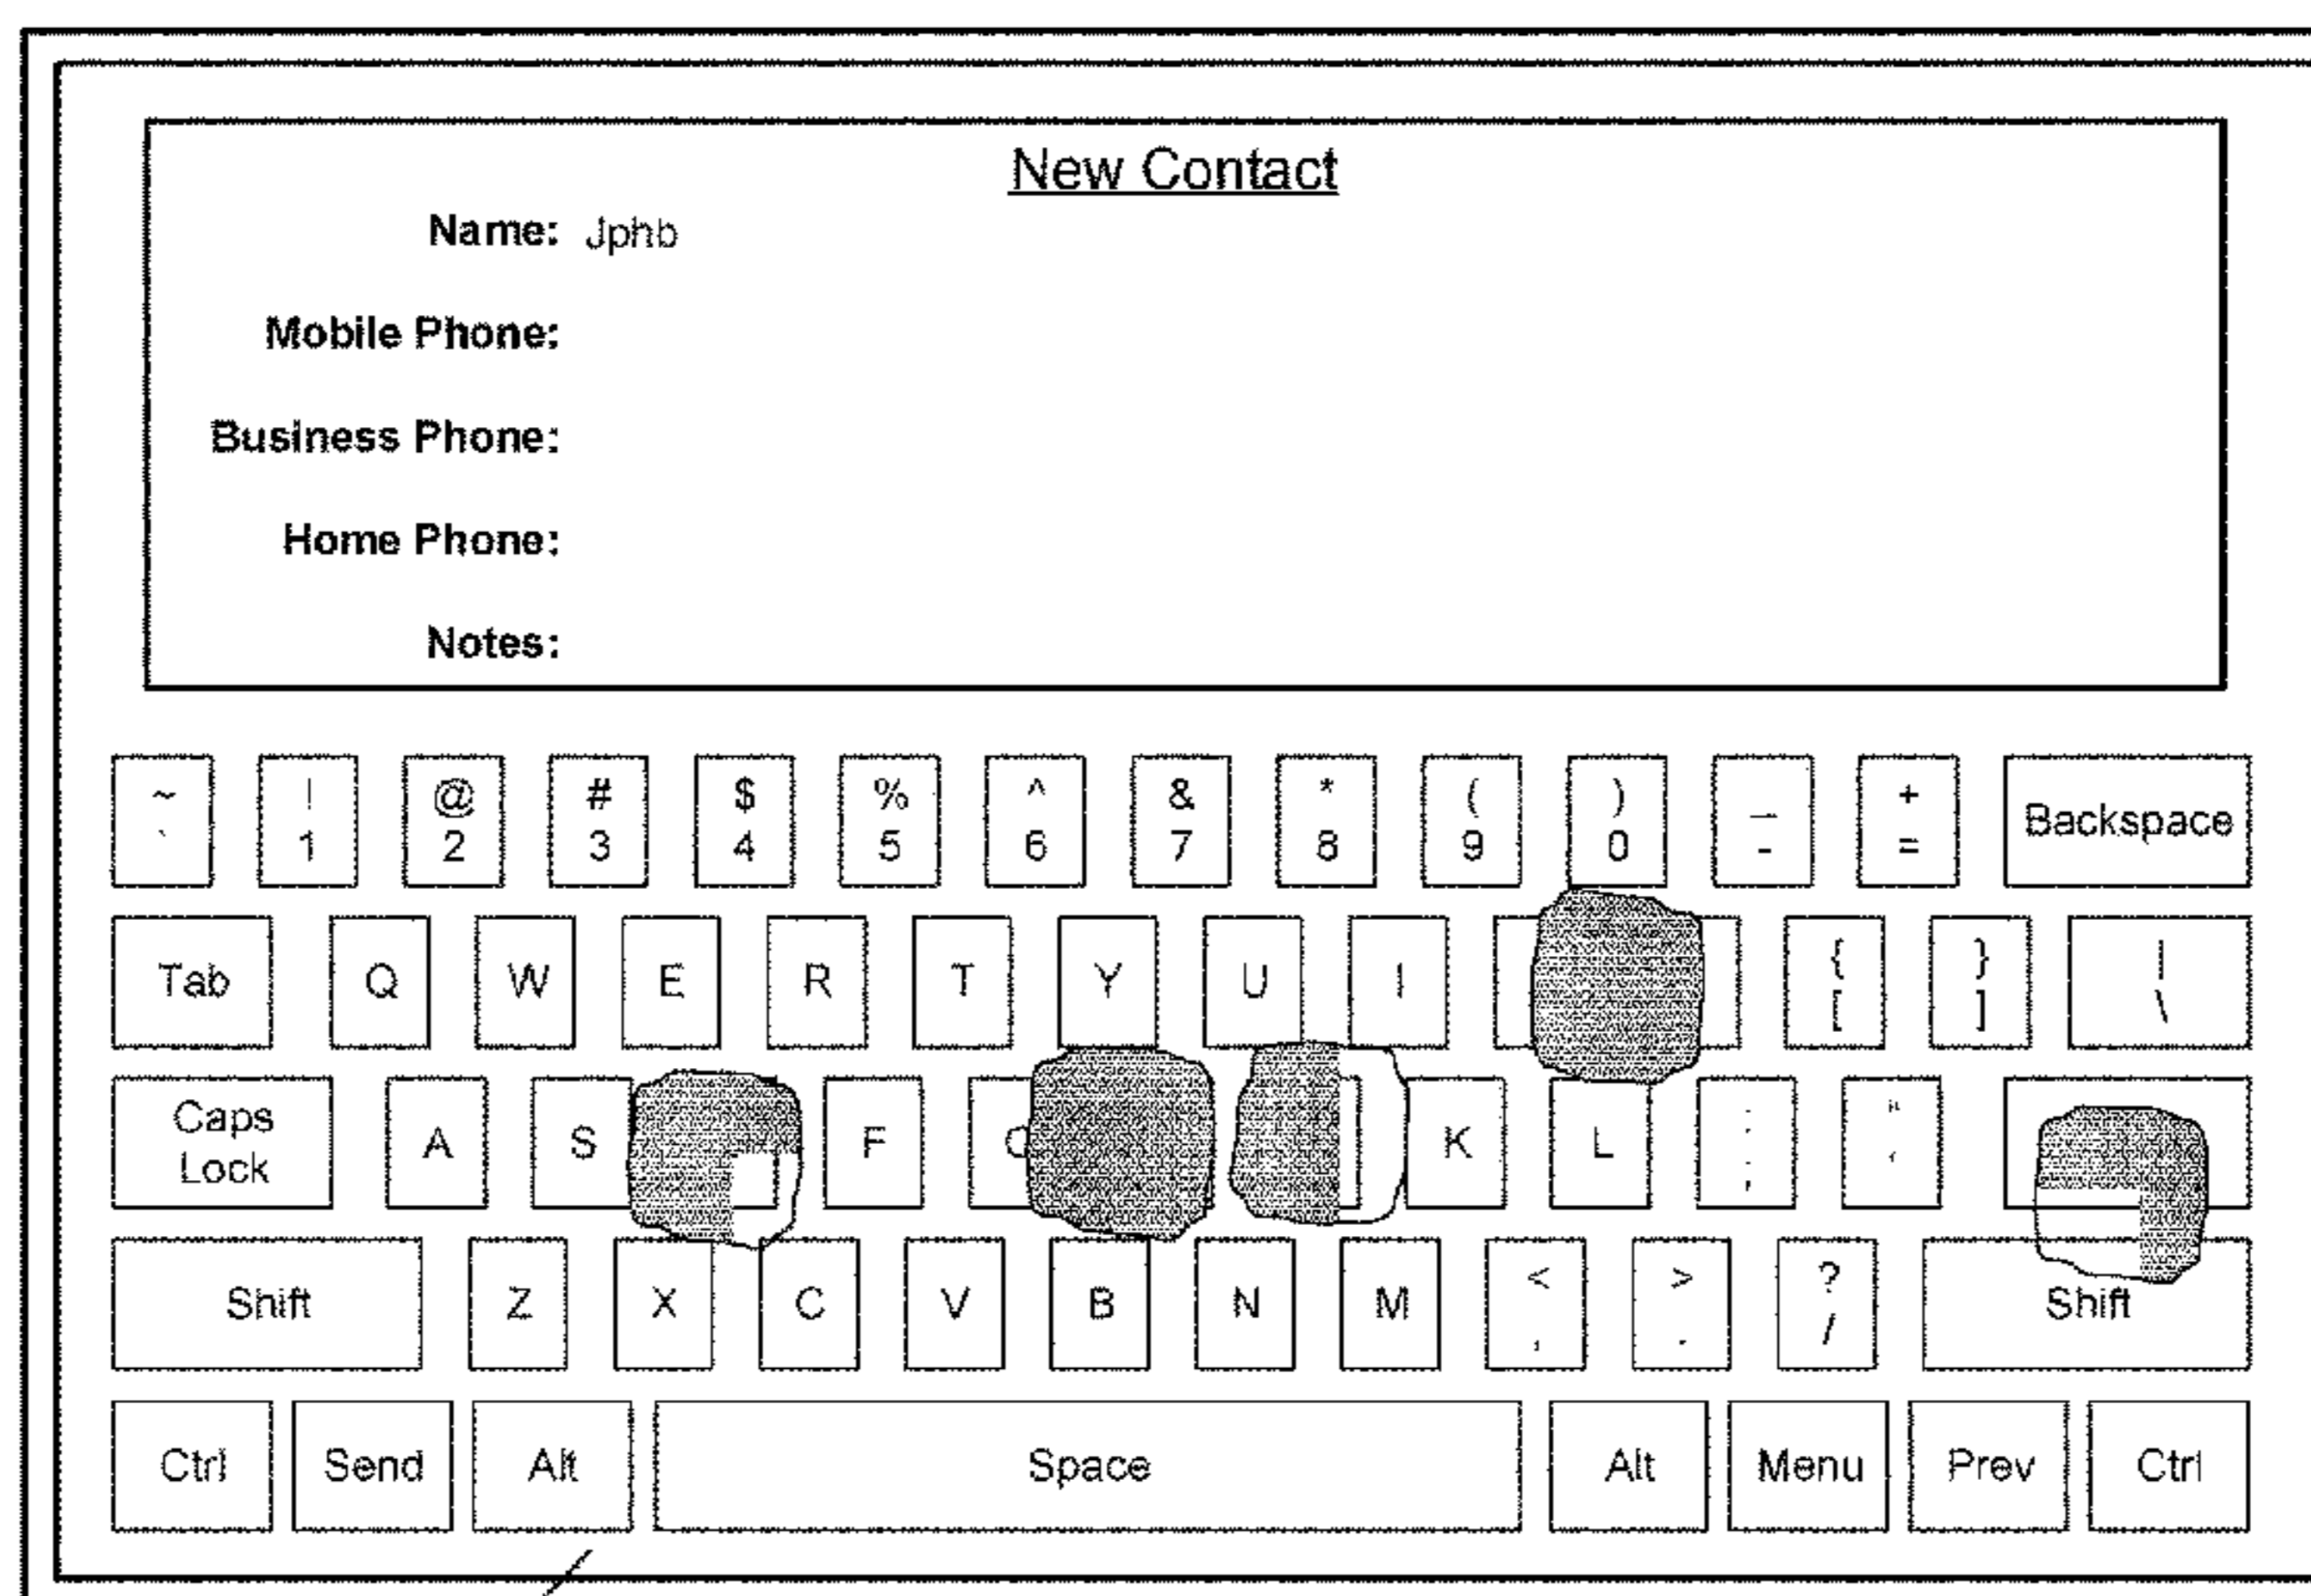 New Contact
Name: Jphb
Mobile Phone:
Business Phone:
Home Phone:
Notes:
~ ! @ # $ % ^ & * ( ) _ + Backspace
` 1 2 3 4 5 6 7 8 9 0 - =
Tab Q W E R T Y U I { } |
[ ] \
Caps A S F K L : "
Lock ; '
Shift Z X C V B N M < > ? Shift
, . /
Ctrl Send Alt Space Alt Menu Prev Ctrl